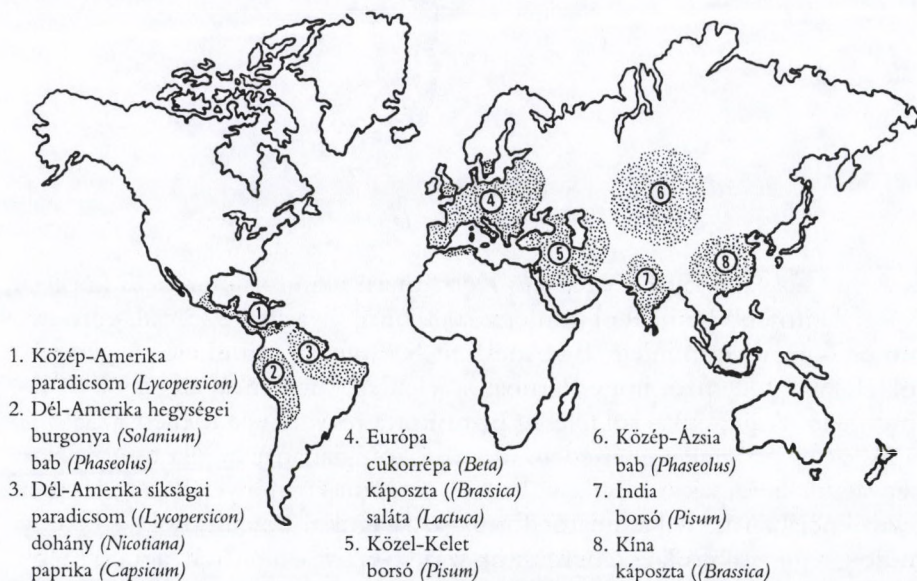 1
2
3
4
5
6
7
8
1. Közép-Amerika
paradicsom (Lycopersicon)
2. Dél-Amerika hegységei
burgonya (Solanium)
bab (Phaseolus)
3. Dél-Amerika síkságai
paradicsom ((Lycopersicon)
dohány (Nicotiana)
paprika (Capsicum)
4. Európa
cukorrépa (Beta)
káposzta ((Brassica)
saláta (Lactuca)
5. Közel-Kelet
borsó (Pisum)
6. Közép-Ázsia
bab (Phaseolus)
7. India
borsó (Pisum)
8. Kína
káposzta ((Brassica)